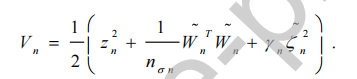 V_n = \frac{1}{2} \left( z_n^2 + \frac{1}{n_{\sigma n}} \tilde{W}_n^T \tilde{W}_n + \gamma_n \tilde{\zeta}_n^2 \right) .